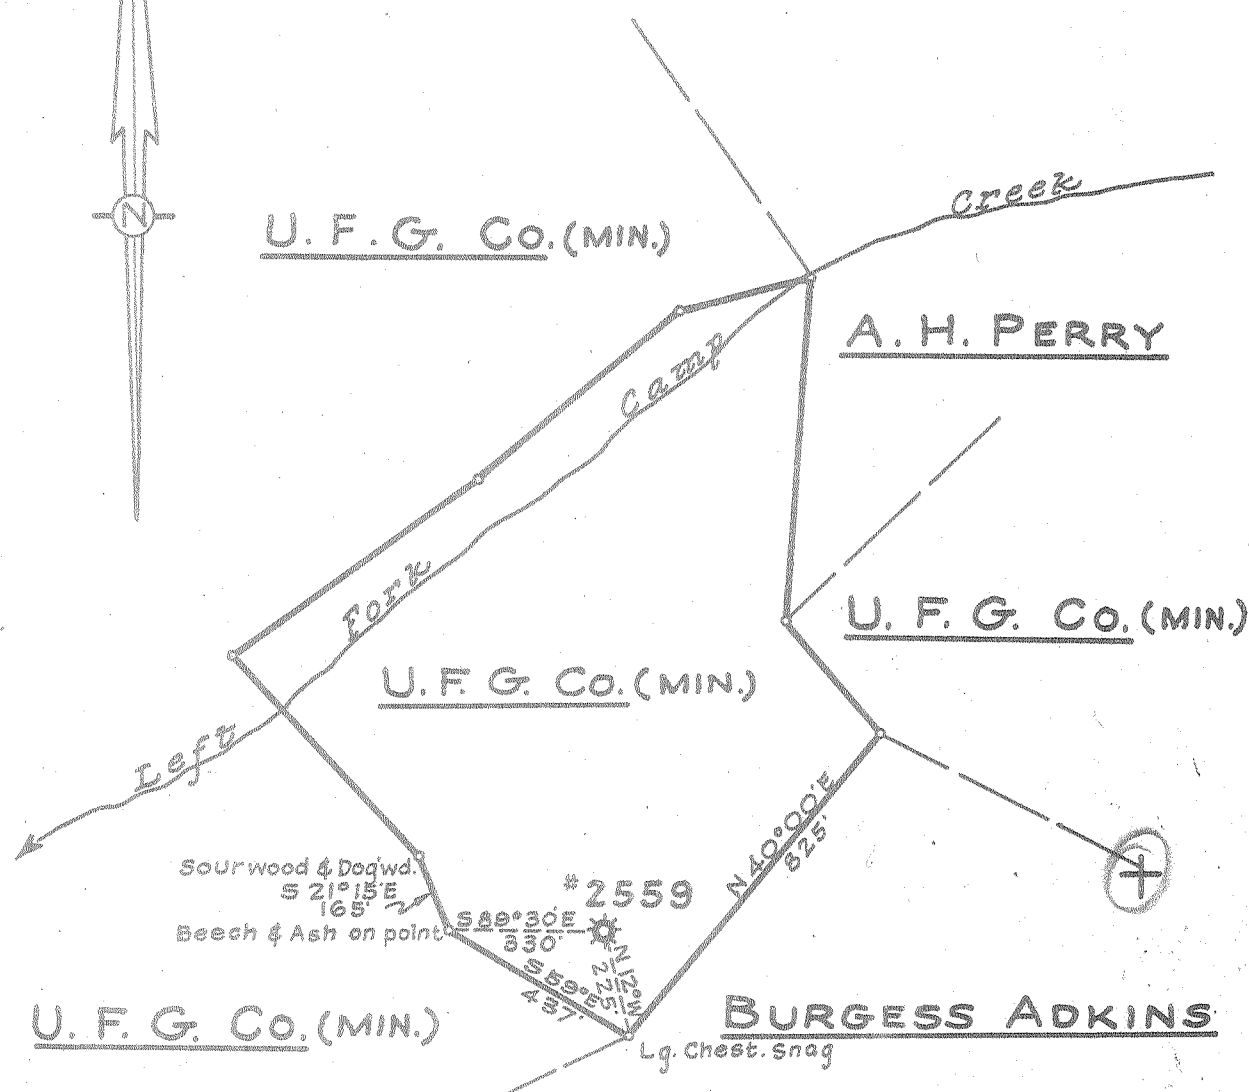 N
U. F. G. Co. (MIN.)
Creek
A. H. PERRY
Camp
Fork
U. F. G. Co. (MIN.)
U. F. G. Co. (MIN.)
Left
N 40°00'E
825'
Sourwood & Dogwd.
S 21°15'E
165'
#2559
Beech & Ash on point
S 89°30'E
330'
S 59°E
437'
N 12°W
225'
U. F. G. Co. (MIN.)
BURGESS ADKINS
Lg. Chest. Snag